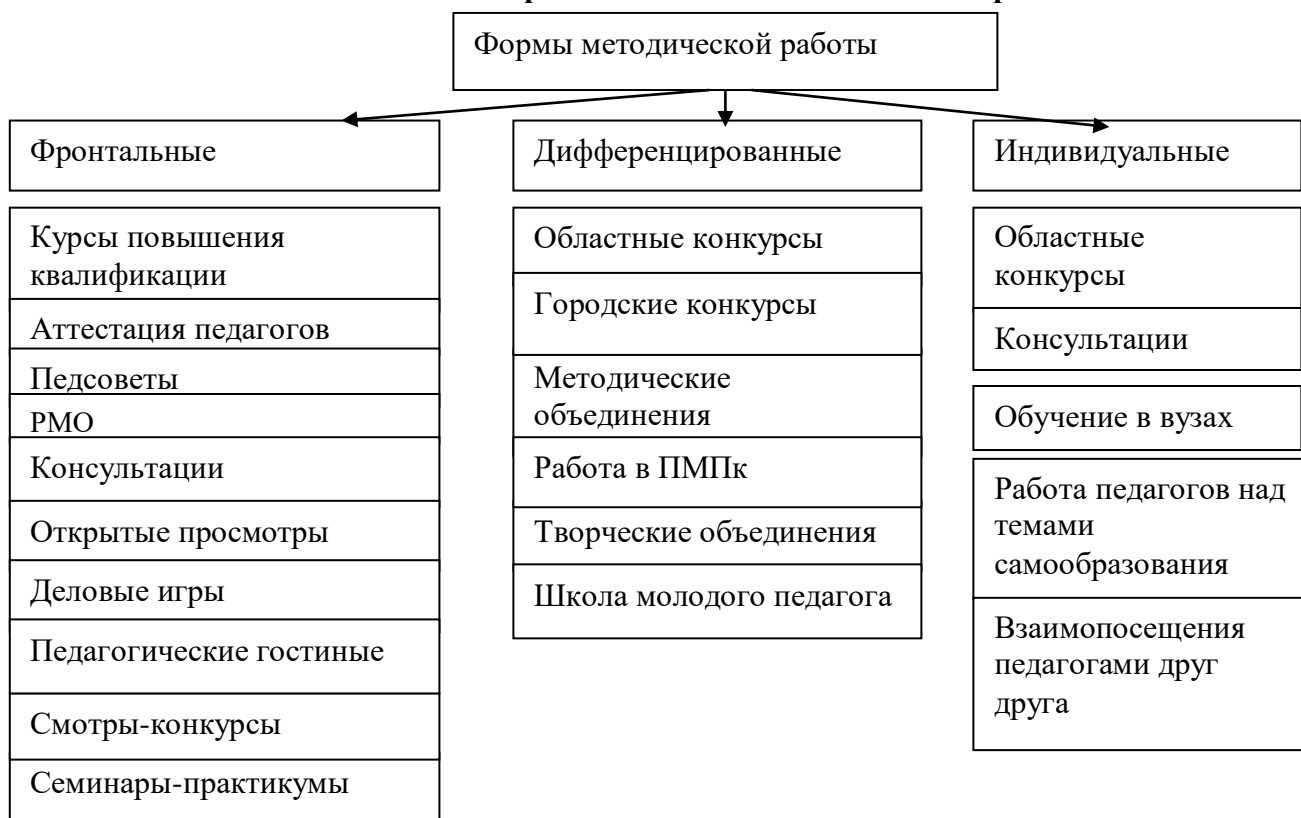 Формы методической работы
Фронтальные
Курсы повышения
квалификации
Аттестация педагогов
Педсоветы
РМО
Консультации
Открытые просмотры
Деловые игры
Педагогические гостиные
Смотры-конкурсы
Семинары-практикумы
Дифференцированные
Областные конкурсы
Городские конкурсы
Методические
объединения
Работа в ПМПк
Творческие объединения
Школа молодого педагога
Индивидуальные
Областные
конкурсы
Консультации
Обучение в вузах
Работа педагогов над
темами
самообразования
Взаимопосещения
педагогами друг
друга